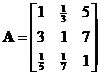 A = [ 1 1/3 5
3 1 7
1/5 1/7 1 ]